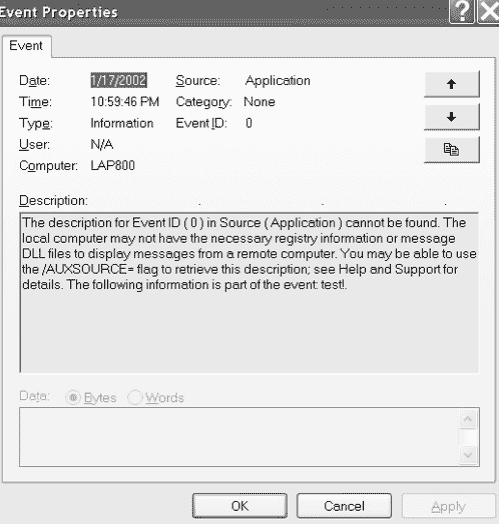 Event Properties
Event
Date: 1/17/2002 Source: Application
Time: 10:59:46 PM Category: None
Type: Information Event ID: 0
User: N/A
Computer: LAP800
Description:
The description for Event ID ( 0 ) in Source ( Application ) cannot be found. The
local computer may not have the necessary registry information or message
DLL files to display messages from a remote computer. You may be able to use
the /AUXSOURCE= flag to retrieve this description; see Help and Support for
details. The following information is part of the event: test!.
Data: Bytes Words
OK Cancel Apply